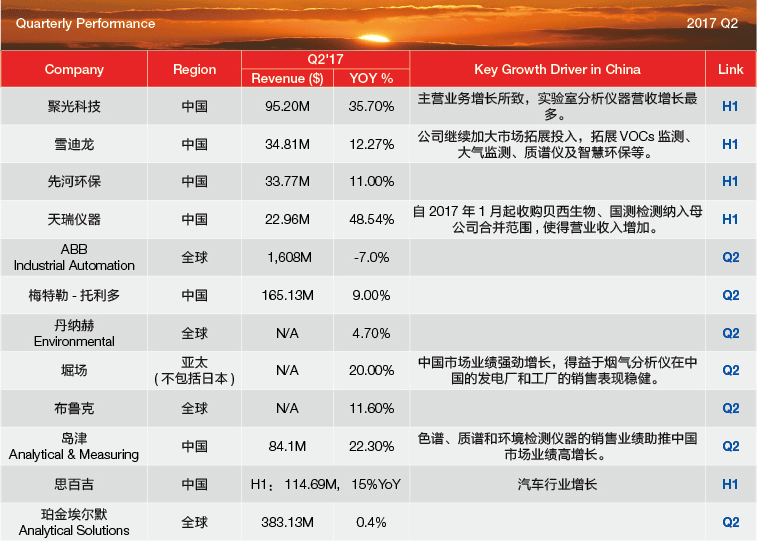 Quarterly Performance 2017 Q2
Company Region Q2'17 Key Growth Driver in China Link
Revenue ($) YOY %
聚光科技 中国 95.20M 35.70% 主营业务增长所致，实验室分析仪器营收增长最 H1
多。
雪迪龙 中国 34.81M 12.27% 公司继续加大市场拓展投入，拓展 VOCs 监测、 H1
大气监测、质谱仪及智慧环保等。
先河环保 中国 33.77M 11.00% H1
天瑞仪器 中国 22.96M 48.54% 自 2017 年 1 月起收购贝西生物、国测检测纳入母 H1
公司合并范围 , 使得营业收入增加。
ABB
Industrial Automation 全球 1,608M -7.0% Q2
梅特勒 - 托利多 中国 165.13M 9.00% Q2
丹纳赫
Environmental 全球 N/A 4.70% Q2
堀场 亚太 N/A 20.00% 中国市场业绩强劲增长，得益于烟气分析仪在中 Q2
( 不包括日本 ) 国的发电厂和工厂的销售表现稳健。
布鲁克 全球 N/A 11.60% Q2
岛津 中国 84.1M 22.30% 色谱、质谱和环境检测仪器的销售业绩助推中国 Q2
Analytical & Measuring 市场业绩高增长。
思百吉 中国 H1： 114.69M，15%YoY 汽车行业增长 H1
珀金埃尔默
Analytical Solutions 全球 383.13M 0.4% Q2